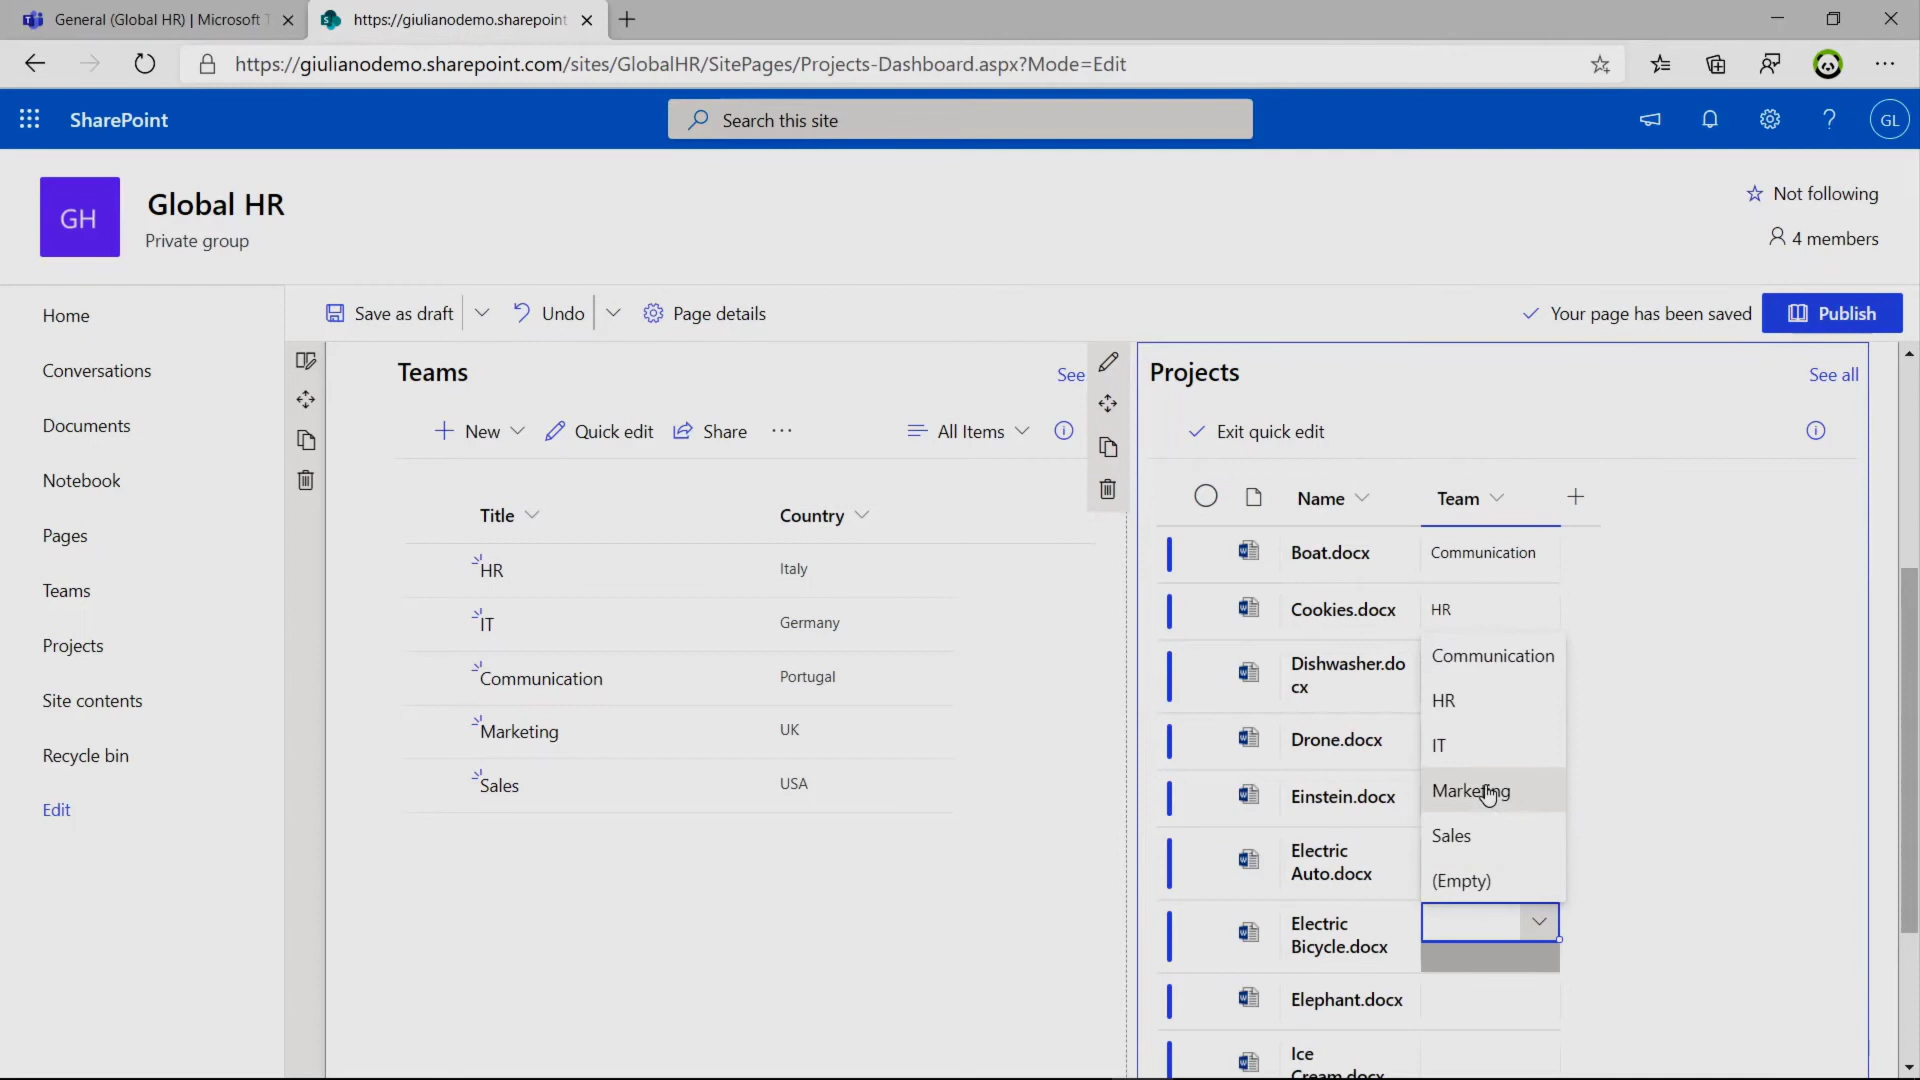 General (Global HR) | Microsoft T
https://giulianodemo.sharepoint
https://giulianodemo.sharepoint.com/sites/GlobalHR/SitePages/Projects-Dashboard.aspx?Mode=Edit
SharePoint
Search this site
GL
GH
Global HR
Private group
Not following
4 members
Home
Conversations
Documents
Notebook
Pages
Teams
Projects
Site contents
Recycle bin
Edit
Save as draft
Undo
Page details
Your page has been saved
Publish
Teams
See
New
Quick edit
Share
All Items
Title
Country
HR
Italy
IT
Germany
Communication
Portugal
Marketing
UK
Sales
USA
Projects
See all
Exit quick edit
Name
Team
Boat.docx
Communication
Cookies.docx
HR
Dishwasher.do
cx
Drone.docx
Einstein.docx
Electric
Auto.docx
Electric
Bicycle.docx
Elephant.docx
Ice
Cream.docx
Communication
HR
IT
Marketing
Sales
(Empty)